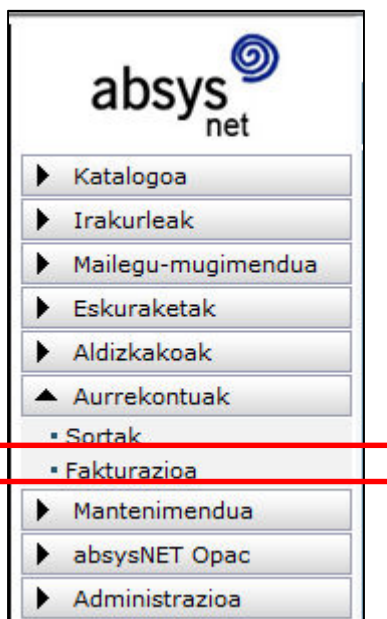 absys
net
Katalogoa
Irakurleak
Mailegu-mugimendua
Eskuraketak
Aldizkakoak
Aurrekontuak
Sortak
Fakturazioa
Mantenimendua
absysNET Opac
Administrazioa